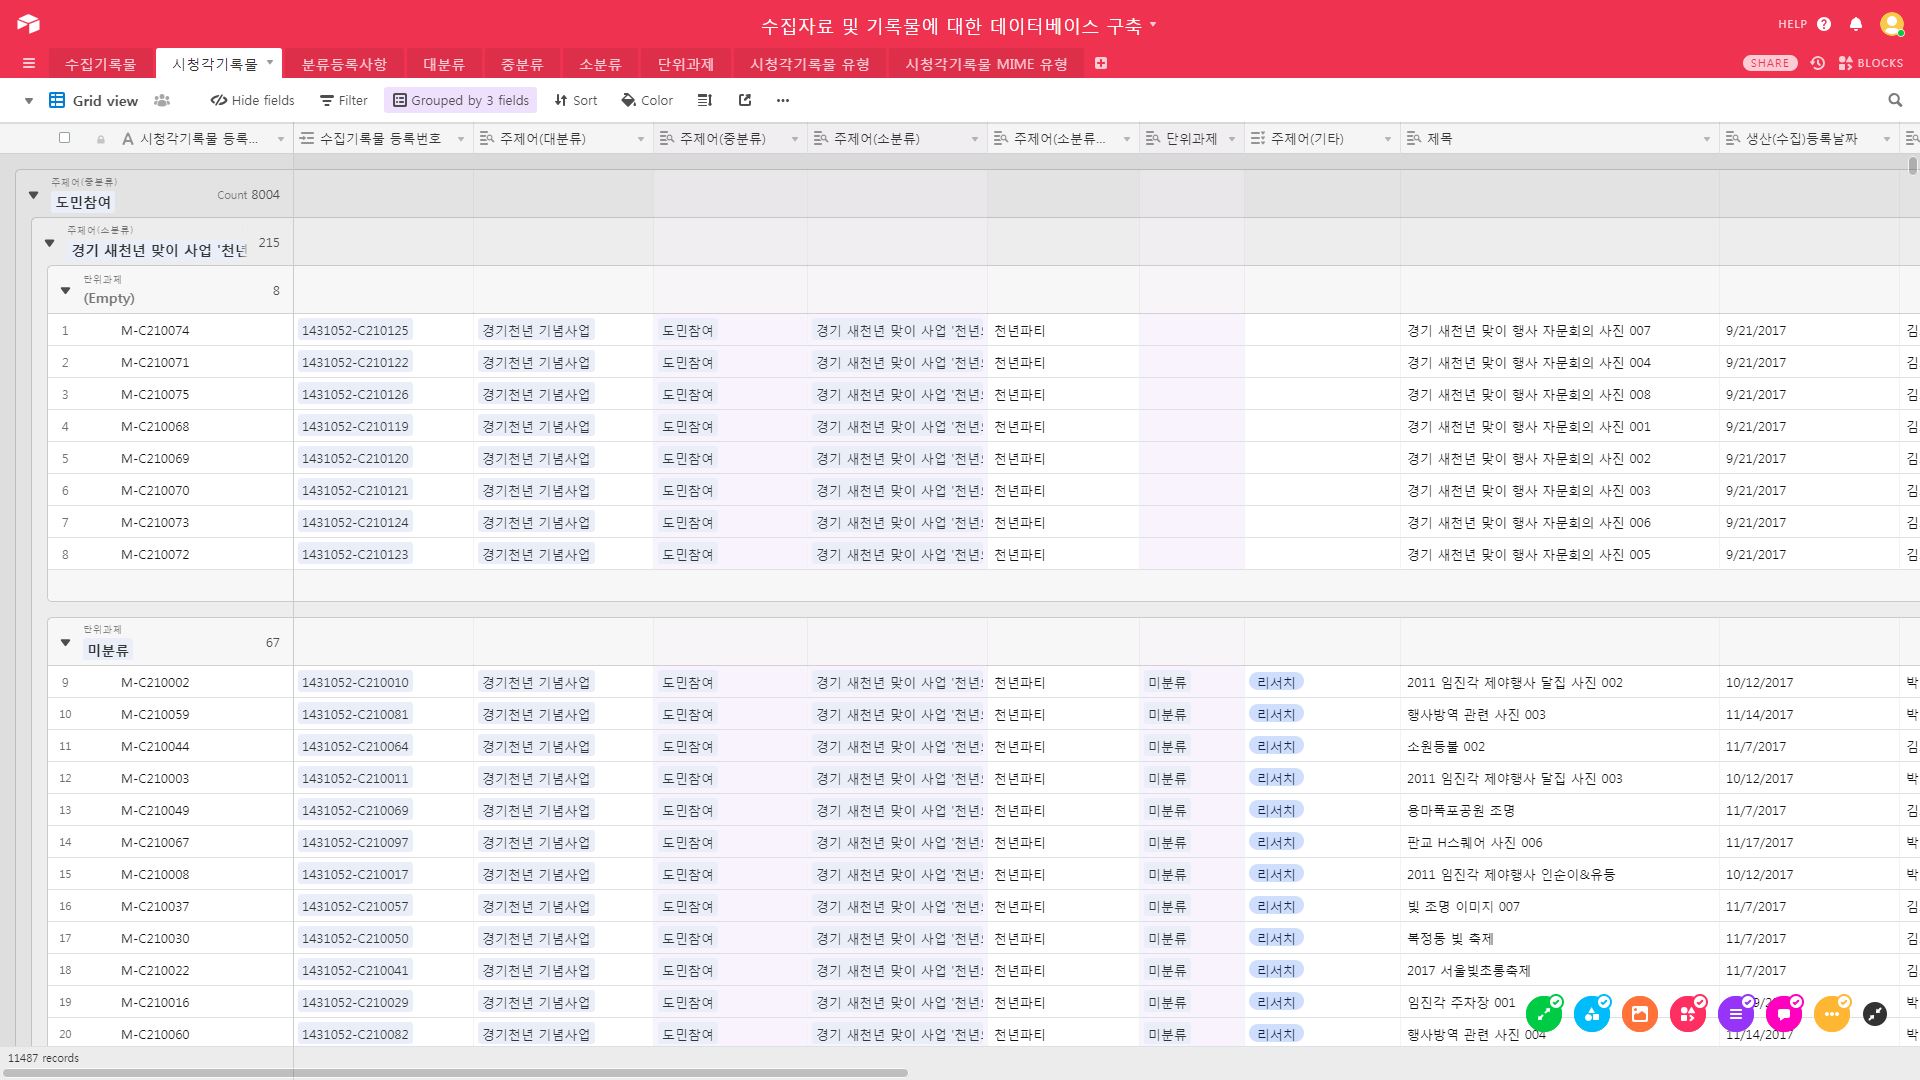 수집자료 및 기록물에 대한 데이터베이스 구축
HELP
수집기록물 시청각기록물 분류등록사항 대분류 중분류 소분류 단위과제 시청각기록물 유형 시청각기록물 MIME 유형
SHARE BLOCKS
Grid view Hide fields Filter Grouped by 3 fields Sort Color
A 시청각기록물 등록... 수집기록물 등록번호 주제어(대분류) 주제어(중분류) 주제어(소분류) 주제어(소분류... 단위과제 주제어(기타) 제목 생산(수집)등록날짜
주제어(중분류)
도민참여 Count 8004
주제어(소분류)
경기 새천년 맞이 사업 '천년 215
단위과제
(Empty) 8
1 M-C210074 1431052-C210125 경기천년 기념사업 도민참여 경기 새천년 맞이 사업 '천년 천년파티 경기 새천년 맞이 행사 자문회의 사진 007 9/21/2017 김
2 M-C210071 1431052-C210122 경기천년 기념사업 도민참여 경기 새천년 맞이 사업 '천년 천년파티 경기 새천년 맞이 행사 자문회의 사진 004 9/21/2017 김
3 M-C210075 1431052-C210126 경기천년 기념사업 도민참여 경기 새천년 맞이 사업 '천년 천년파티 경기 새천년 맞이 행사 자문회의 사진 008 9/21/2017 김
4 M-C210068 1431052-C210119 경기천년 기념사업 도민참여 경기 새천년 맞이 사업 '천년 천년파티 경기 새천년 맞이 행사 자문회의 사진 001 9/21/2017 김
5 M-C210069 1431052-C210120 경기천년 기념사업 도민참여 경기 새천년 맞이 사업 '천년 천년파티 경기 새천년 맞이 행사 자문회의 사진 002 9/21/2017 김
6 M-C210070 1431052-C210121 경기천년 기념사업 도민참여 경기 새천년 맞이 사업 '천년 천년파티 경기 새천년 맞이 행사 자문회의 사진 003 9/21/2017 김
7 M-C210073 1431052-C210124 경기천년 기념사업 도민참여 경기 새천년 맞이 사업 '천년 천년파티 경기 새천년 맞이 행사 자문회의 사진 006 9/21/2017 김
8 M-C210072 1431052-C210123 경기천년 기념사업 도민참여 경기 새천년 맞이 사업 '천년 천년파티 경기 새천년 맞이 행사 자문회의 사진 005 9/21/2017 김
단위과제
미분류 67
9 M-C210002 1431052-C210010 경기천년 기념사업 도민참여 경기 새천년 맞이 사업 '천년 천년파티 미분류 리서치 2011 임진각 제야행사 달집 사진 002 10/12/2017 박
10 M-C210059 1431052-C210081 경기천년 기념사업 도민참여 경기 새천년 맞이 사업 '천년 천년파티 미분류 리서치 행사방역 관련 사진 003 11/14/2017 박
11 M-C210044 1431052-C210064 경기천년 기념사업 도민참여 경기 새천년 맞이 사업 '천년 천년파티 미분류 리서치 소원등불 002 11/7/2017 김
12 M-C210003 1431052-C210011 경기천년 기념사업 도민참여 경기 새천년 맞이 사업 '천년 천년파티 미분류 리서치 2011 임진각 제야행사 달집 사진 003 10/12/2017 박
13 M-C210049 1431052-C210069 경기천년 기념사업 도민참여 경기 새천년 맞이 사업 '천년 천년파티 미분류 리서치 용마폭포공원 조명 11/7/2017 김
14 M-C210067 1431052-C210097 경기천년 기념사업 도민참여 경기 새천년 맞이 사업 '천년 천년파티 미분류 리서치 판교 H스퀘어 사진 006 11/17/2017 박
15 M-C210008 1431052-C210017 경기천년 기념사업 도민참여 경기 새천년 맞이 사업 '천년 천년파티 미분류 리서치 2011 임진각 제야행사 인순이&유등 10/12/2017 박
16 M-C210037 1431052-C210057 경기천년 기념사업 도민참여 경기 새천년 맞이 사업 '천년 천년파티 미분류 리서치 빛 조명 이미지 007 11/7/2017 김
17 M-C210030 1431052-C210050 경기천년 기념사업 도민참여 경기 새천년 맞이 사업 '천년 천년파티 미분류 리서치 복정동 빛 축제 11/7/2017 김
18 M-C210022 1431052-C210041 경기천년 기념사업 도민참여 경기 새천년 맞이 사업 '천년 천년파티 미분류 리서치 2017 서울빛초롱축제 11/7/2017 김
19 M-C210016 1431052-C210029 경기천년 기념사업 도민참여 경기 새천년 맞이 사업 '천년 천년파티 미분류 리서치 임진각 주차장 001 박
20 M-C210060 1431052-C210082 경기천년 기념사업 도민참여 경기 새천년 맞이 사업 '천년 천년파티 미분류 리서치 행사방역 관련 사진 004 11/14/2017 박
11487 records